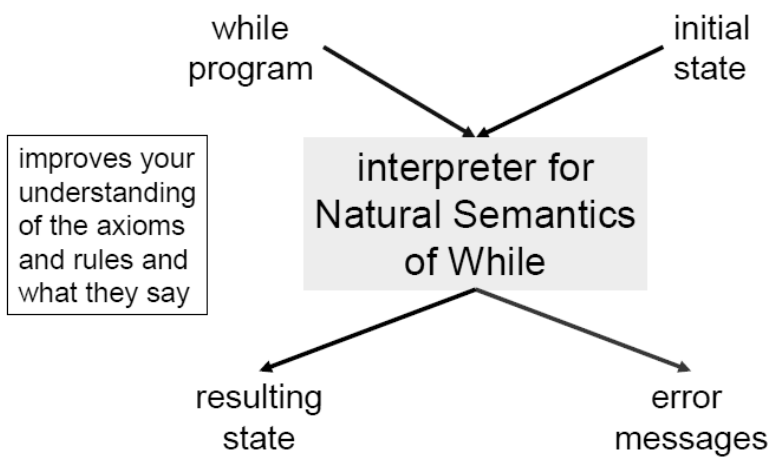 while
program
initial
state
improves your
understanding
of the axioms
and rules and
what they say
interpreter for
Natural Semantics
of While
resulting
state
error
messages